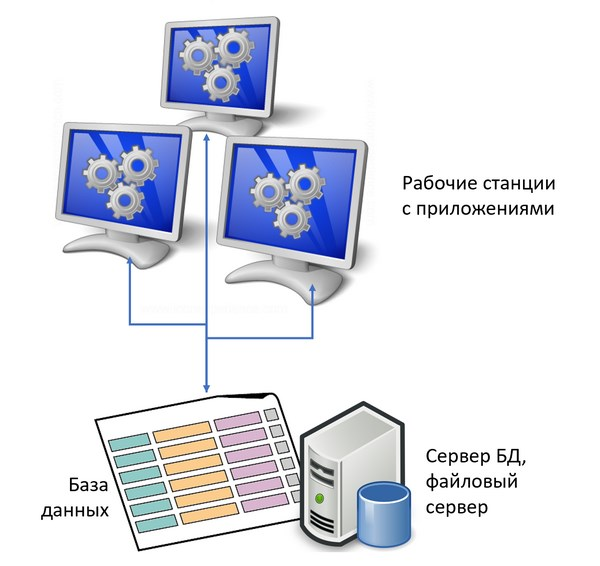 Рабочие станции
с приложениями
База
данных
Сервер БД,
файловый
сервер